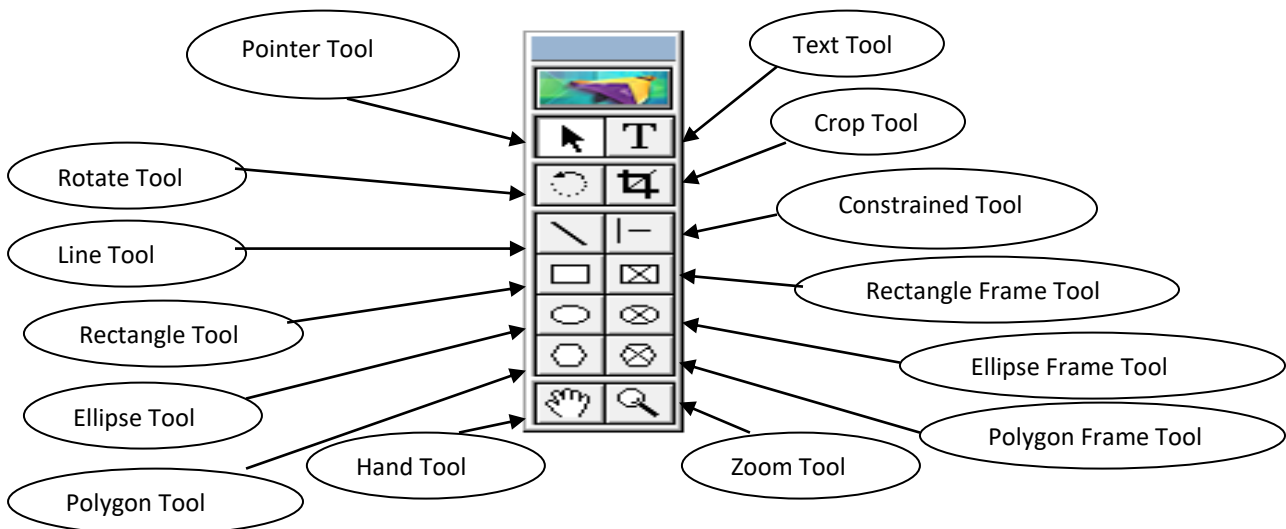 Pointer Tool
Text Tool
Crop Tool
Rotate Tool
Constrained Tool
Line Tool
Rectangle Frame Tool
Rectangle Tool
Ellipse Frame Tool
Ellipse Tool
Polygon Frame Tool
Hand Tool
Zoom Tool
Polygon Tool
T